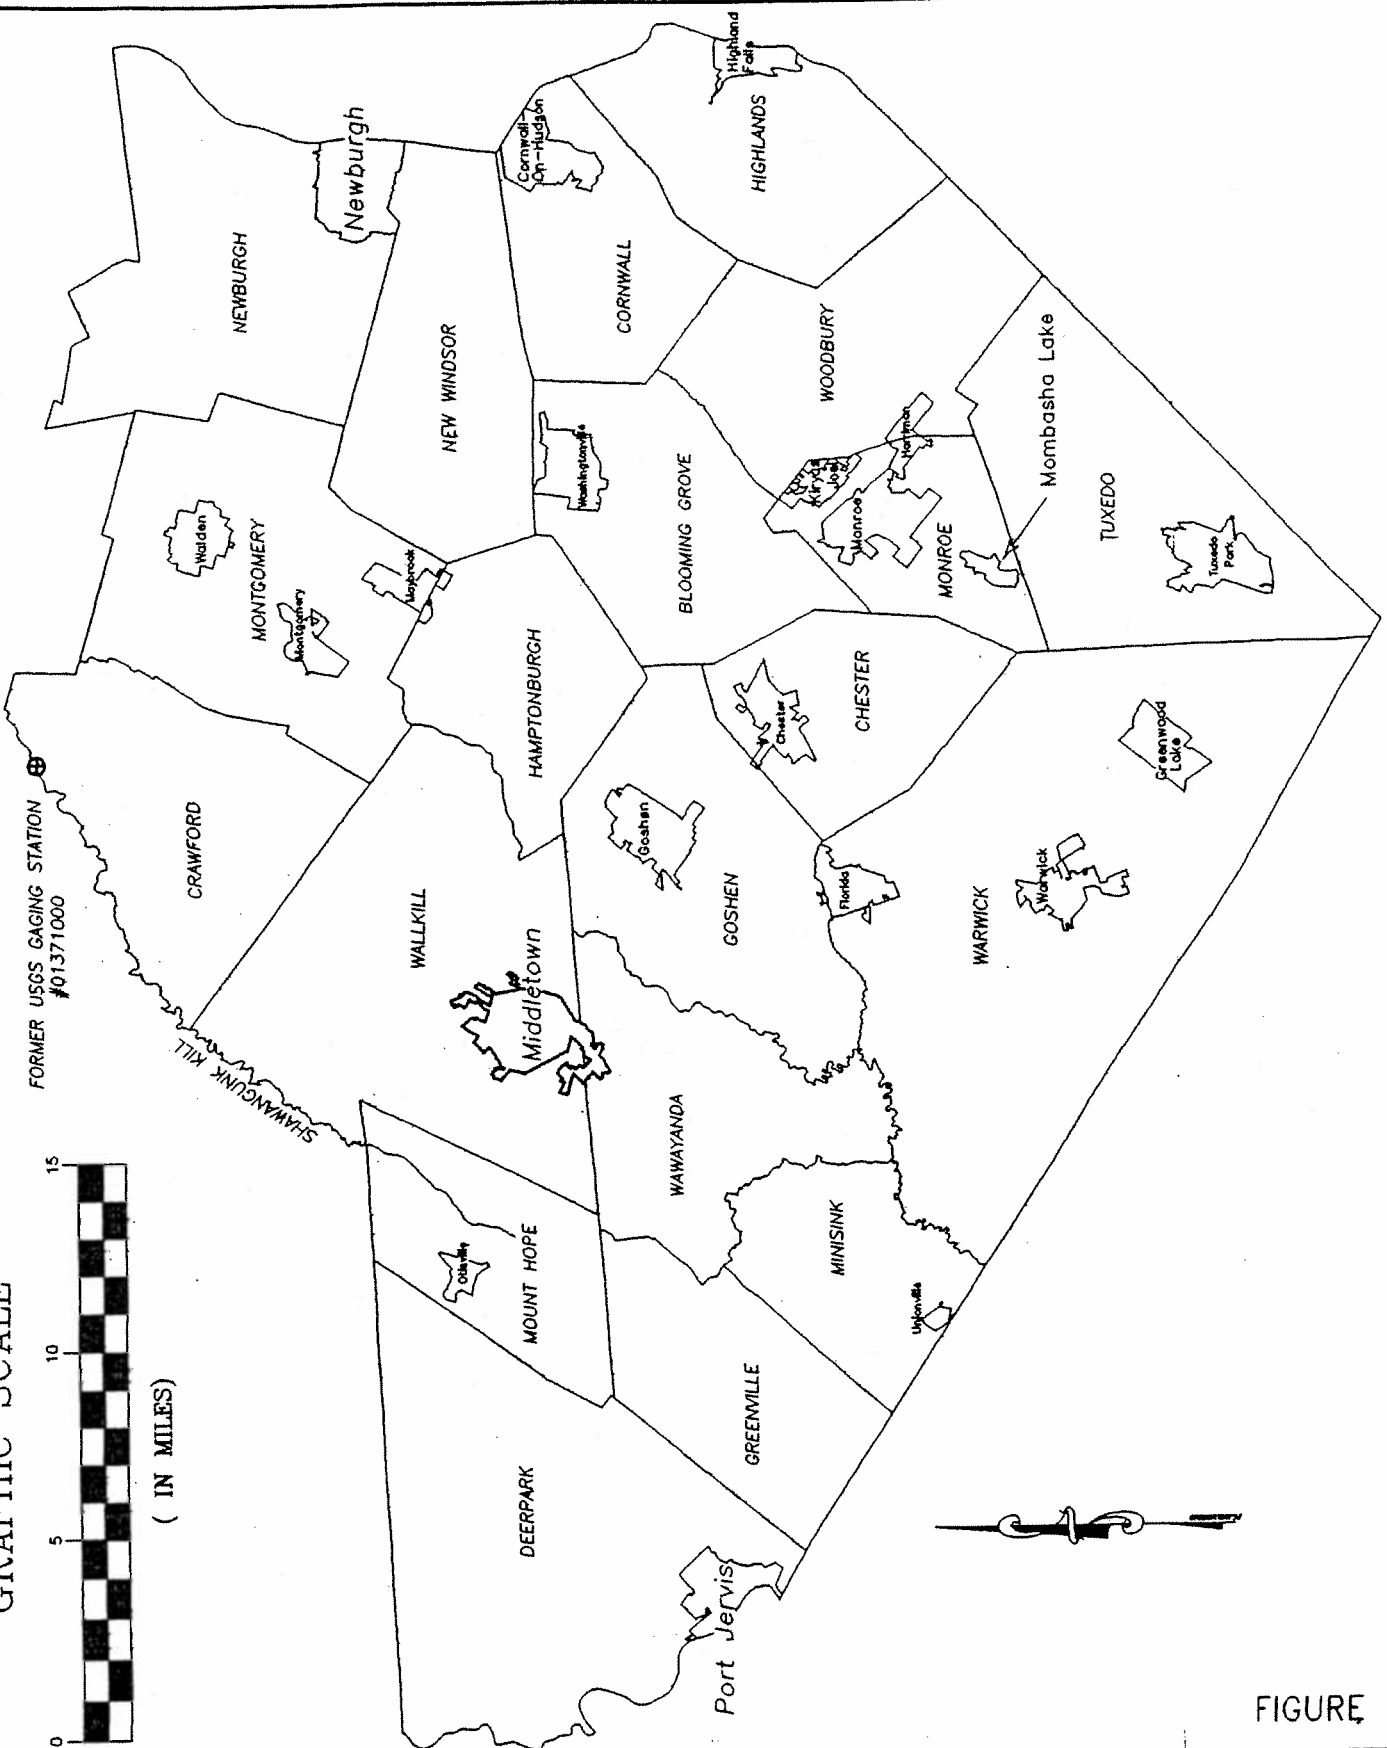 GRAPHIC SCALE
0 5 10 15
( IN MILES)
FORMER USGS GAGING STATION
#01371000
SHAWANGUNK KILL
NEWBURGH
Newburgh
NEW WINDSOR
Cornwall-
On-Hudson
CORNWALL
HIGHLANDS
Highland
Falls
MONTGOMERY
Walden
Montgomery
Maybrook
CRAWFORD
WALLKILL
Middletown
HAMPTONBURGH
BLOOMING GROVE
Washingtonville
WOODBURY
Harriman
Kiryas
Joel
Monroe
MONROE
Mombasha Lake
TUXEDO
Tuxedo
Park
CHESTER
Chester
GOSHEN
Goshen
Florida
WARWICK
Warwick
Greenwood
Lake
WAWAYANDA
MINISINK
Unionville
MOUNT HOPE
Otisville
GREENVILLE
DEERPARK
Port Jervis
FIGURE